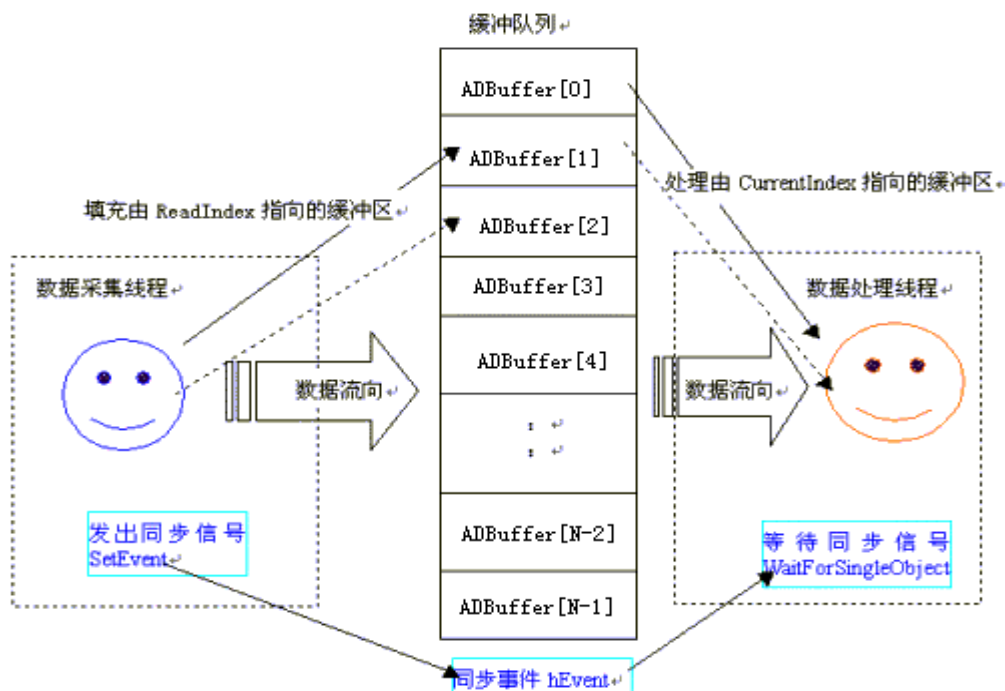 缓冲队列
ADBuffer[0]
ADBuffer[1]
处理由 CurrentIndex 指向的缓冲区
填充由 ReadIndex 指向的缓冲区
ADBuffer[2]
数据采集线程
ADBuffer[3]
数据处理线程
ADBuffer[4]
数据流向
数据流向
:
:
发出同步信号
SetEvent
ADBuffer[N-2]
等待同步信号
WaitForSingleObject
ADBuffer[N-1]
同步事件 hEvent